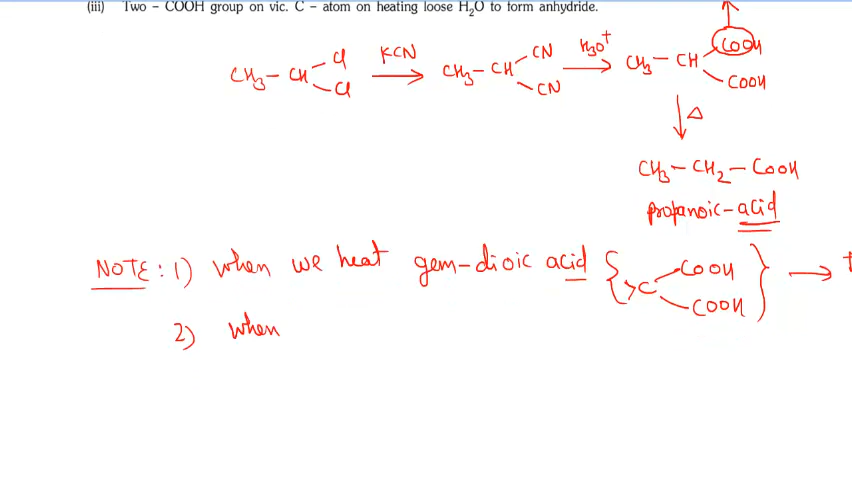 (iii) Two – COOH group on vic. C – atom on heating loose H₂O to form anhydride.
CH₃–CH–Cl –Cl KCN → CH₃–CH–CN –CN H₃O⁺ → CH₃–CH–COOH –COOH
Δ
CH₃–CH₂–COOH
propanoic-acid
NOTE: 1) when we heat gem-dioic acid { >C–COOH –COOH } →
2) when